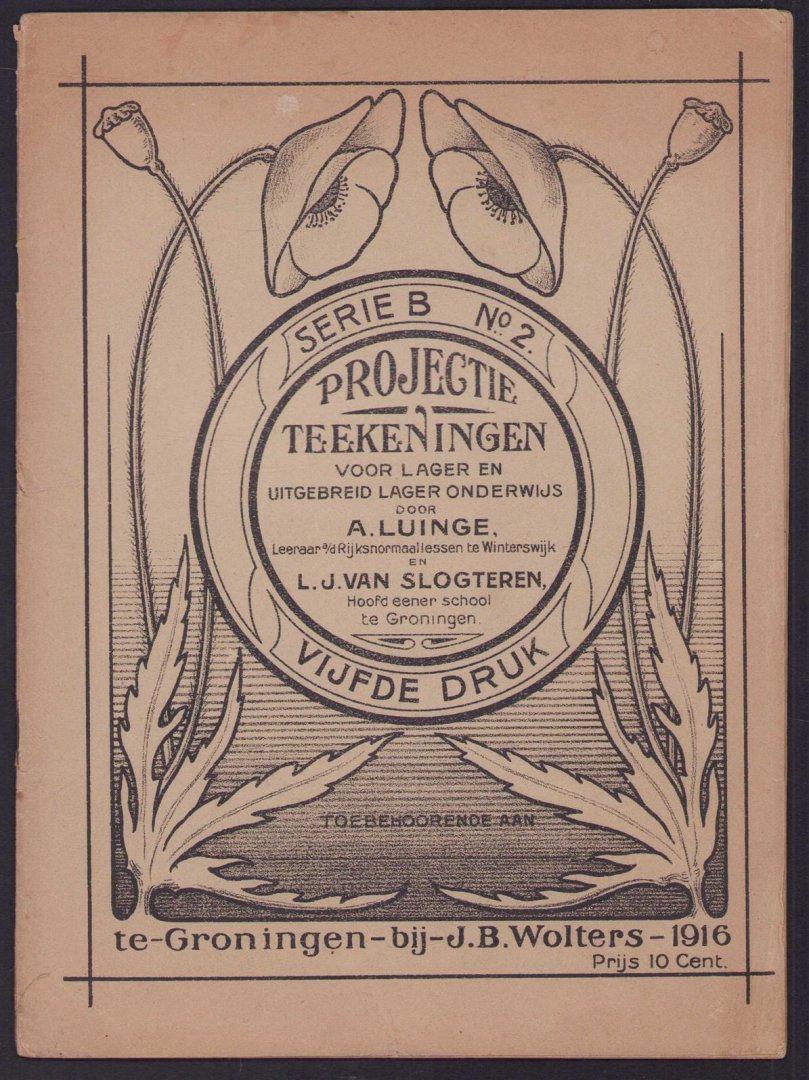 SERIE B No. 2.
PROJECTIE
TEEKENINGEN
VOOR LAGER EN
UITGEBREID LAGER ONDERWIJS
DOOR
A. LUINGE,
Leeraar a/d Rijksnormaallessen te Winterswijk
EN
L. J. VAN SLOGTEREN,
Hoofd eener school
te Groningen.
VIJFDE DRUK
TOEBEHOORENDE AAN
te-Groningen-bij-J.B.Wolters-1916
Prijs 10 Cent.